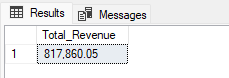 Results Messages
Total_Revenue
1 817,860.05